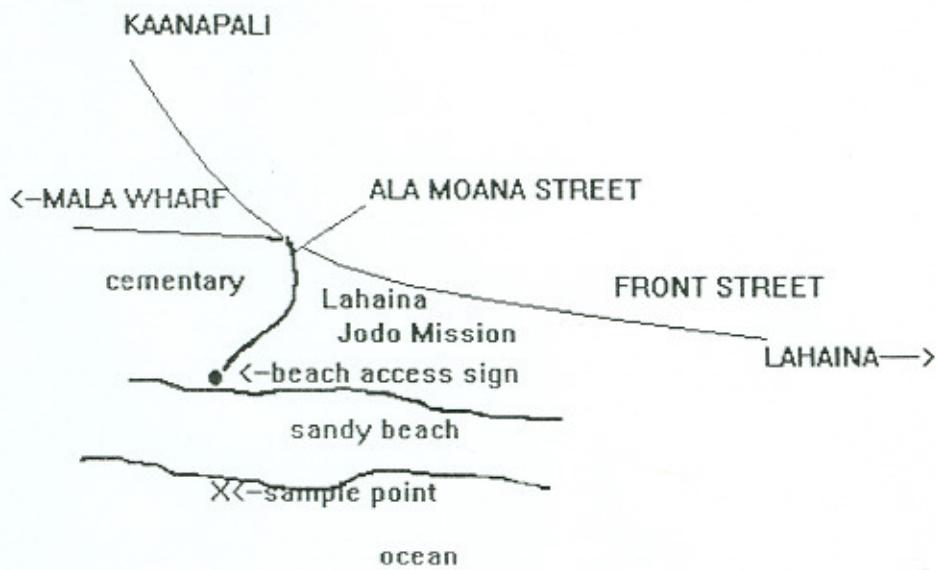 KAANAPALI
<-MALA WHARF
ALA MOANA STREET
cementary
FRONT STREET
Lahaina
Jodo Mission
LAHAINA—>
<-beach access sign
sandy beach
X<-sample point
ocean